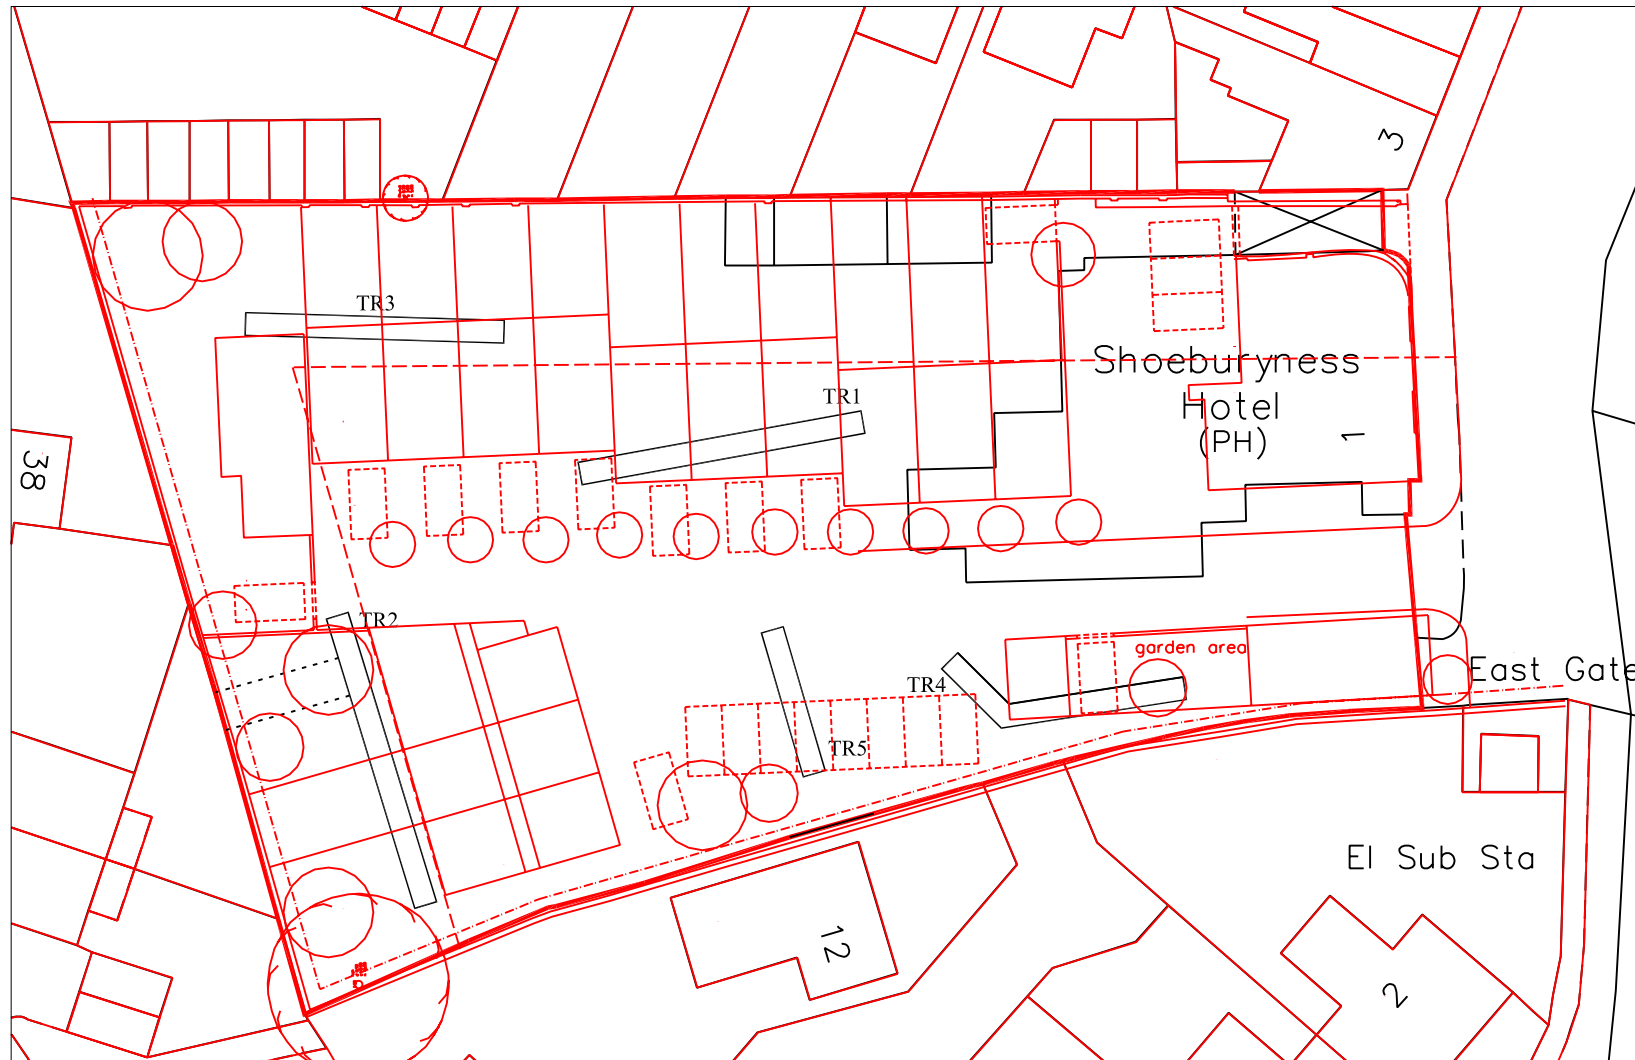 3
TR3
Shoeburyness
Hotel
(PH)
TR1
1
38
TR2
garden area
East Gate
TR4
TR5
El Sub Sta
12
2